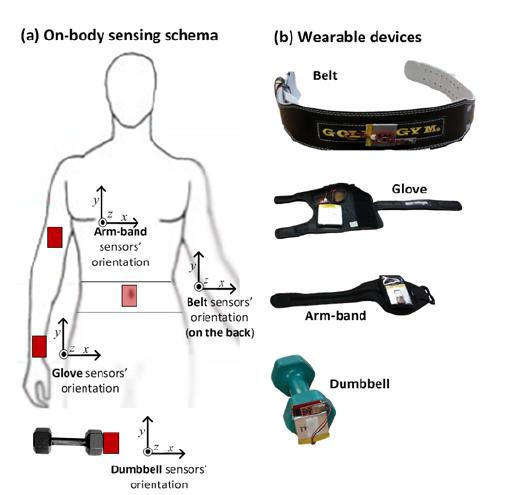 (a) On-body sensing schema
y
z x
Arm-band
sensors'
orientation
y
z x
Belt sensors'
orientation
(on the back)
y
z x
Glove sensors'
orientation
y
z x
Dumbbell sensors'
orientation
(b) Wearable devices
Belt
GOLD GYM.
Glove
Arm-band
Dumbbell